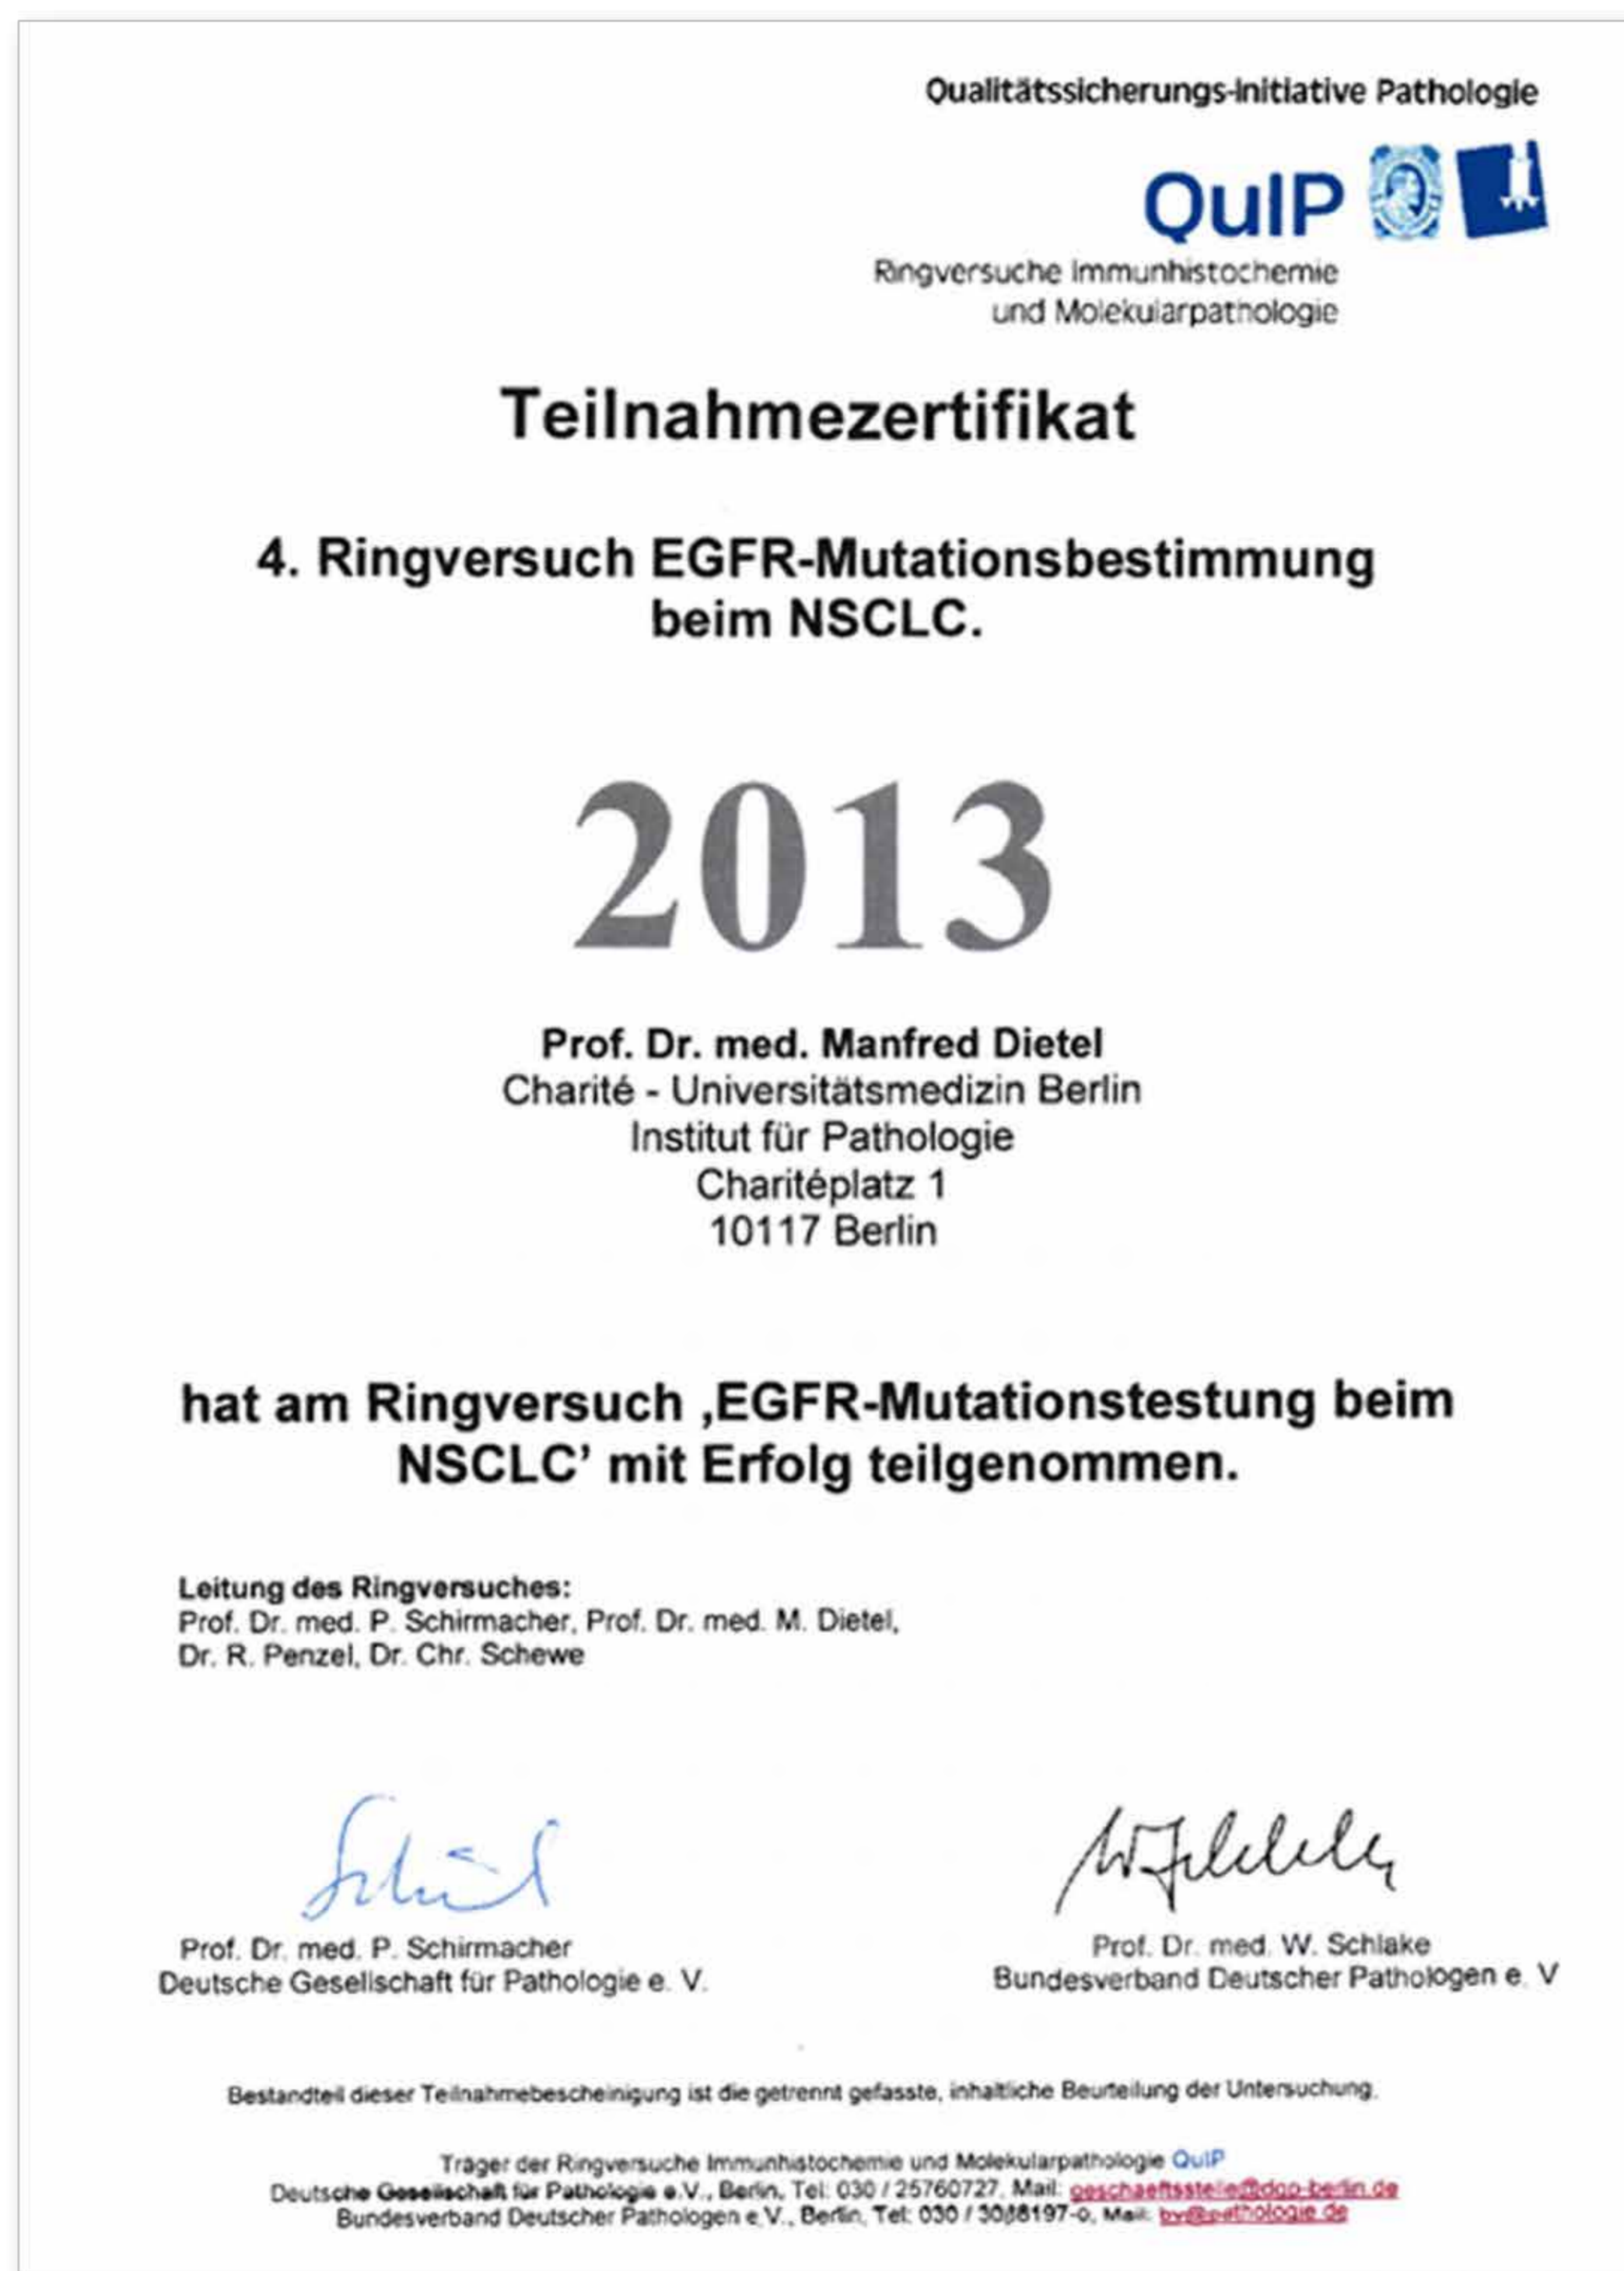 Qualitätssicherungs-Initiative Pathologie
QuIP
Ringversuche Immunhistochemie
und Molekularpathologie
Teilnahmezertifikat
4. Ringversuch EGFR-Mutationsbestimmung
beim NSCLC.
2013
Prof. Dr. med. Manfred Dietel
Charité - Universitätsmedizin Berlin
Institut für Pathologie
Charitéplatz 1
10117 Berlin
hat am Ringversuch ‚EGFR-Mutationstestung beim
NSCLC’ mit Erfolg teilgenommen.
Leitung des Ringversuches:
Prof. Dr. med. P. Schirmacher, Prof. Dr. med. M. Dietel,
Dr. R. Penzel, Dr. Chr. Schewe
Prof. Dr. med. P. Schirmacher
Deutsche Gesellschaft für Pathologie e. V.
Prof. Dr. med. W. Schlake
Bundesverband Deutscher Pathologen e. V
Bestandteil dieser Teilnahmebescheinigung ist die getrennt gefasste, inhaltliche Beurteilung der Untersuchung.
Träger der Ringversuche Immunhistochemie und Molekularpathologie QuIP
Deutsche Gesellschaft für Pathologie e.V., Berlin, Tel: 030 / 25760727, Mail: geschaeftsstelle@dgp-berlin.de
Bundesverband Deutscher Pathologen e.V., Berlin, Tel: 030 / 3088197-0, Mail: bv@pathologie.de